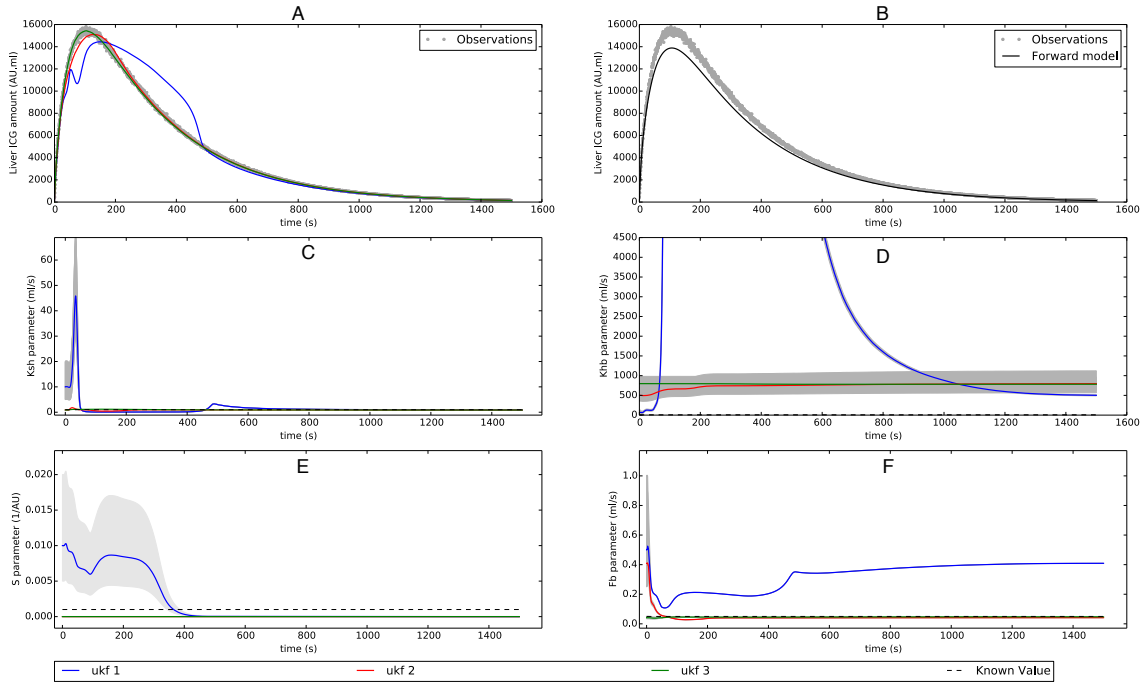 A
16000
14000
12000
10000
8000
6000
4000
2000
0
Liver ICG amount (AU,ml)
Observations
0 200 400 600 800 1000 1200 1400 1600
time (s)
B
16000
14000
12000
10000
8000
6000
4000
2000
0
Liver ICG amount (AU,ml)
Observations
Forward model
0 200 400 600 800 1000 1200 1400 1600
time (s)
C
60
50
40
30
20
10
0
Ksh parameter (ml/s)
0 200 400 600 800 1000 1200 1400
time (s)
D
4500
4000
3500
3000
2500
2000
1500
1000
500
0
Khb parameter (ml/s)
0 200 400 600 800 1000 1200 1400 1600
time (s)
E
0.020
0.015
0.010
0.005
0.000
S parameter (1/AU)
0 200 400 600 800 1000 1200 1400
time (s)
F
1.0
0.8
0.6
0.4
0.2
0.0
Fb parameter (ml/s)
0 200 400 600 800 1000 1200 1400
time (s)
ukf 1 ukf 2 ukf 3 Known Value